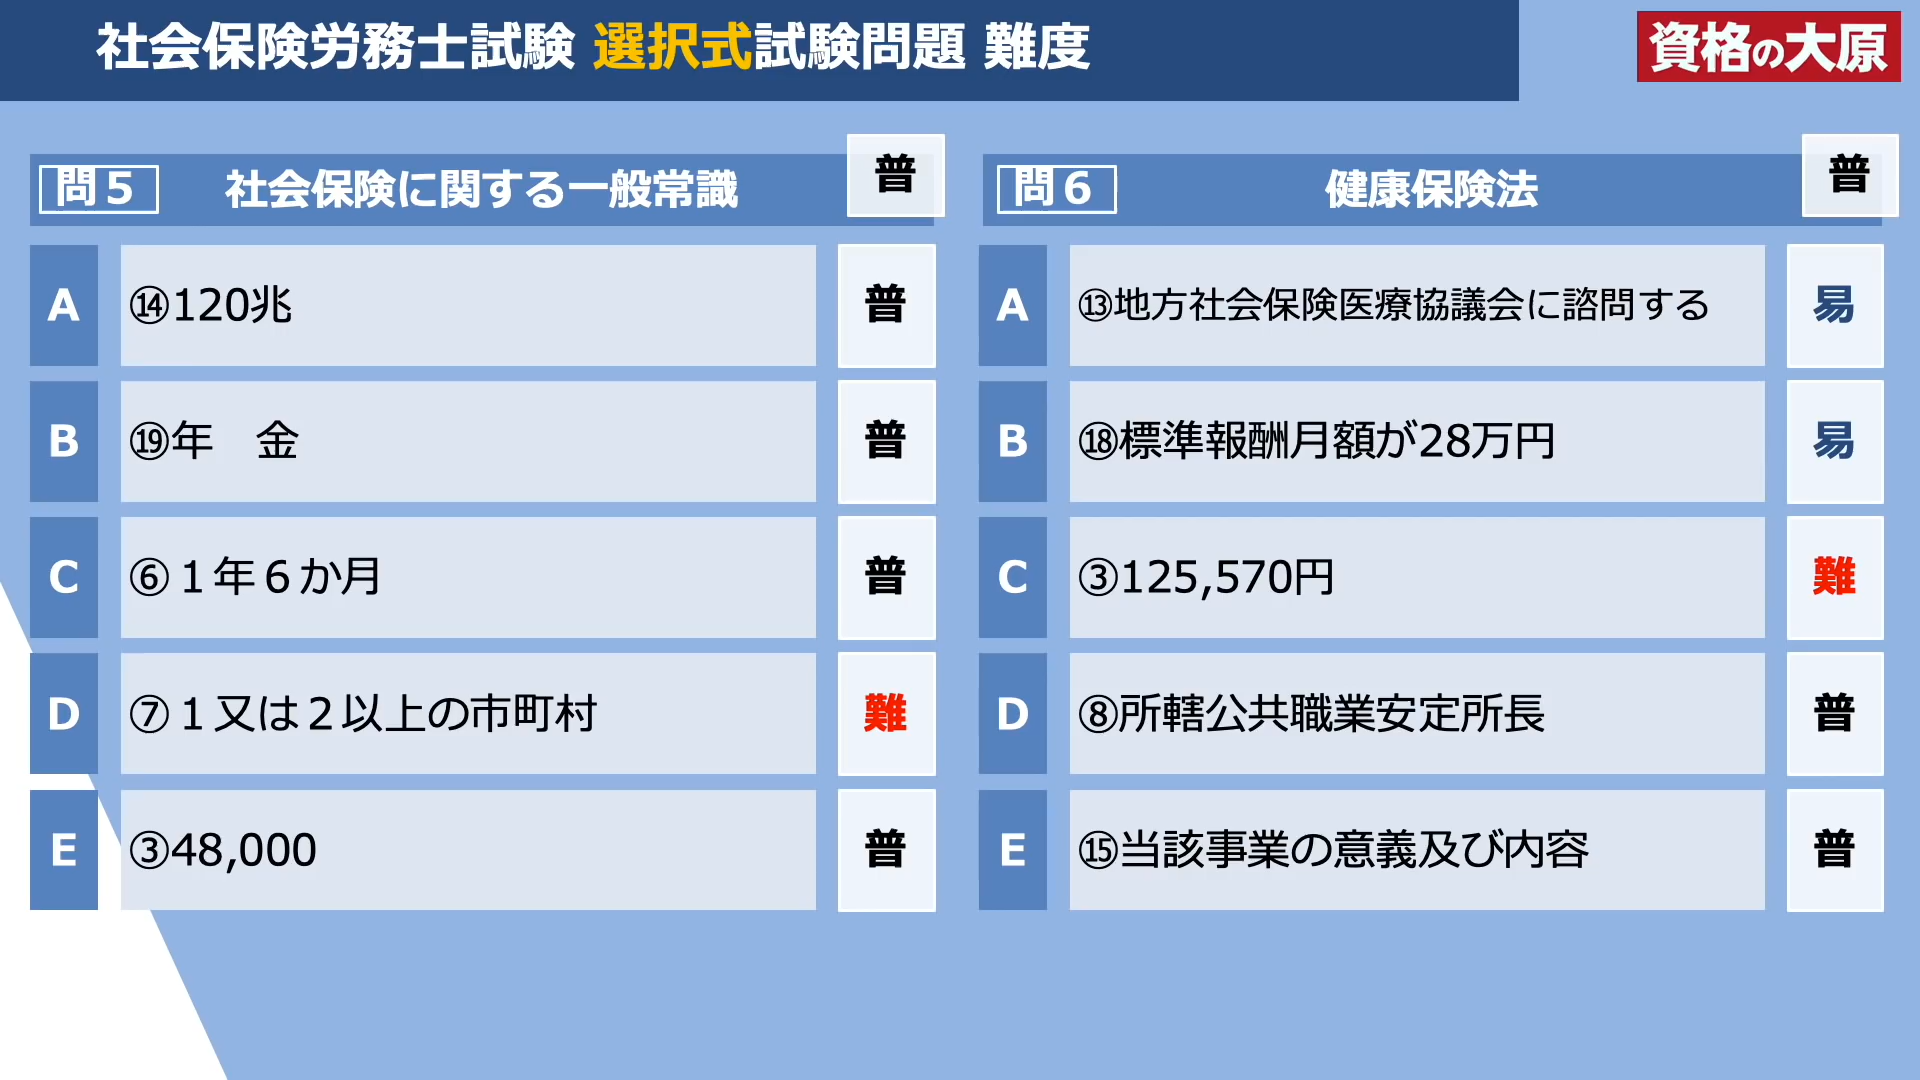 社会保険労務士試験 選択式試験問題 難度
資格の大原
問5 社会保険に関する一般常識 普
A ⑭120兆 普
B ⑲年　金 普
C ⑥１年６か月 普
D ⑦１又は２以上の市町村 難
E ③48,000 普
問6 健康保険法 普
A ⑬地方社会保険医療協議会に諮問する 易
B ⑱標準報酬月額が28万円 易
C ③125,570円 難
D ⑧所轄公共職業安定所長 普
E ⑮当該事業の意義及び内容 普